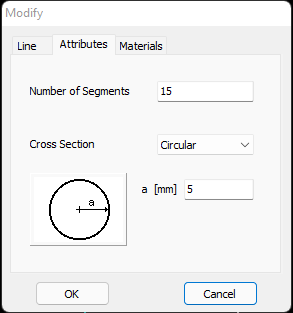 Modify
Line Attributes Materials
Number of Segments 15
Cross Section Circular
a
a [mm] 5
OK Cancel